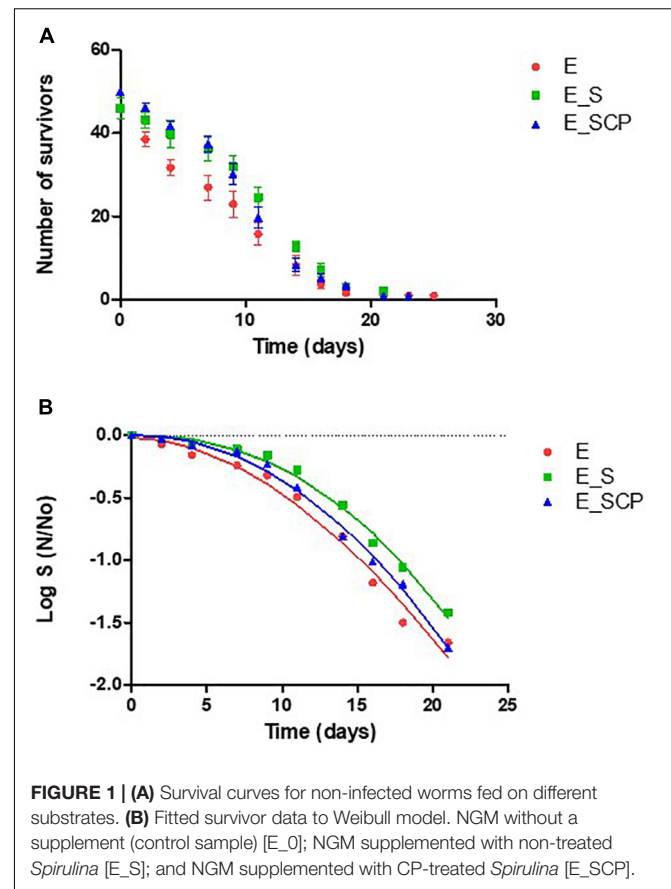 A
60
40
20
0
Number of survivors
0 10 20 30
Time (days)
E
E_S
E_SCP
B
0.0
-0.5
-1.0
-1.5
-2.0
Log S (N/No)
0 5 10 15 20 25
Time (days)
E
E_S
E_SCP
FIGURE 1 | (A) Survival curves for non-infected worms fed on different
substrates. (B) Fitted survivor data to Weibull model. NGM without a
supplement (control sample) [E_0]; NGM supplemented with non-treated
Spirulina [E_S]; and NGM supplemented with CP-treated Spirulina [E_SCP].